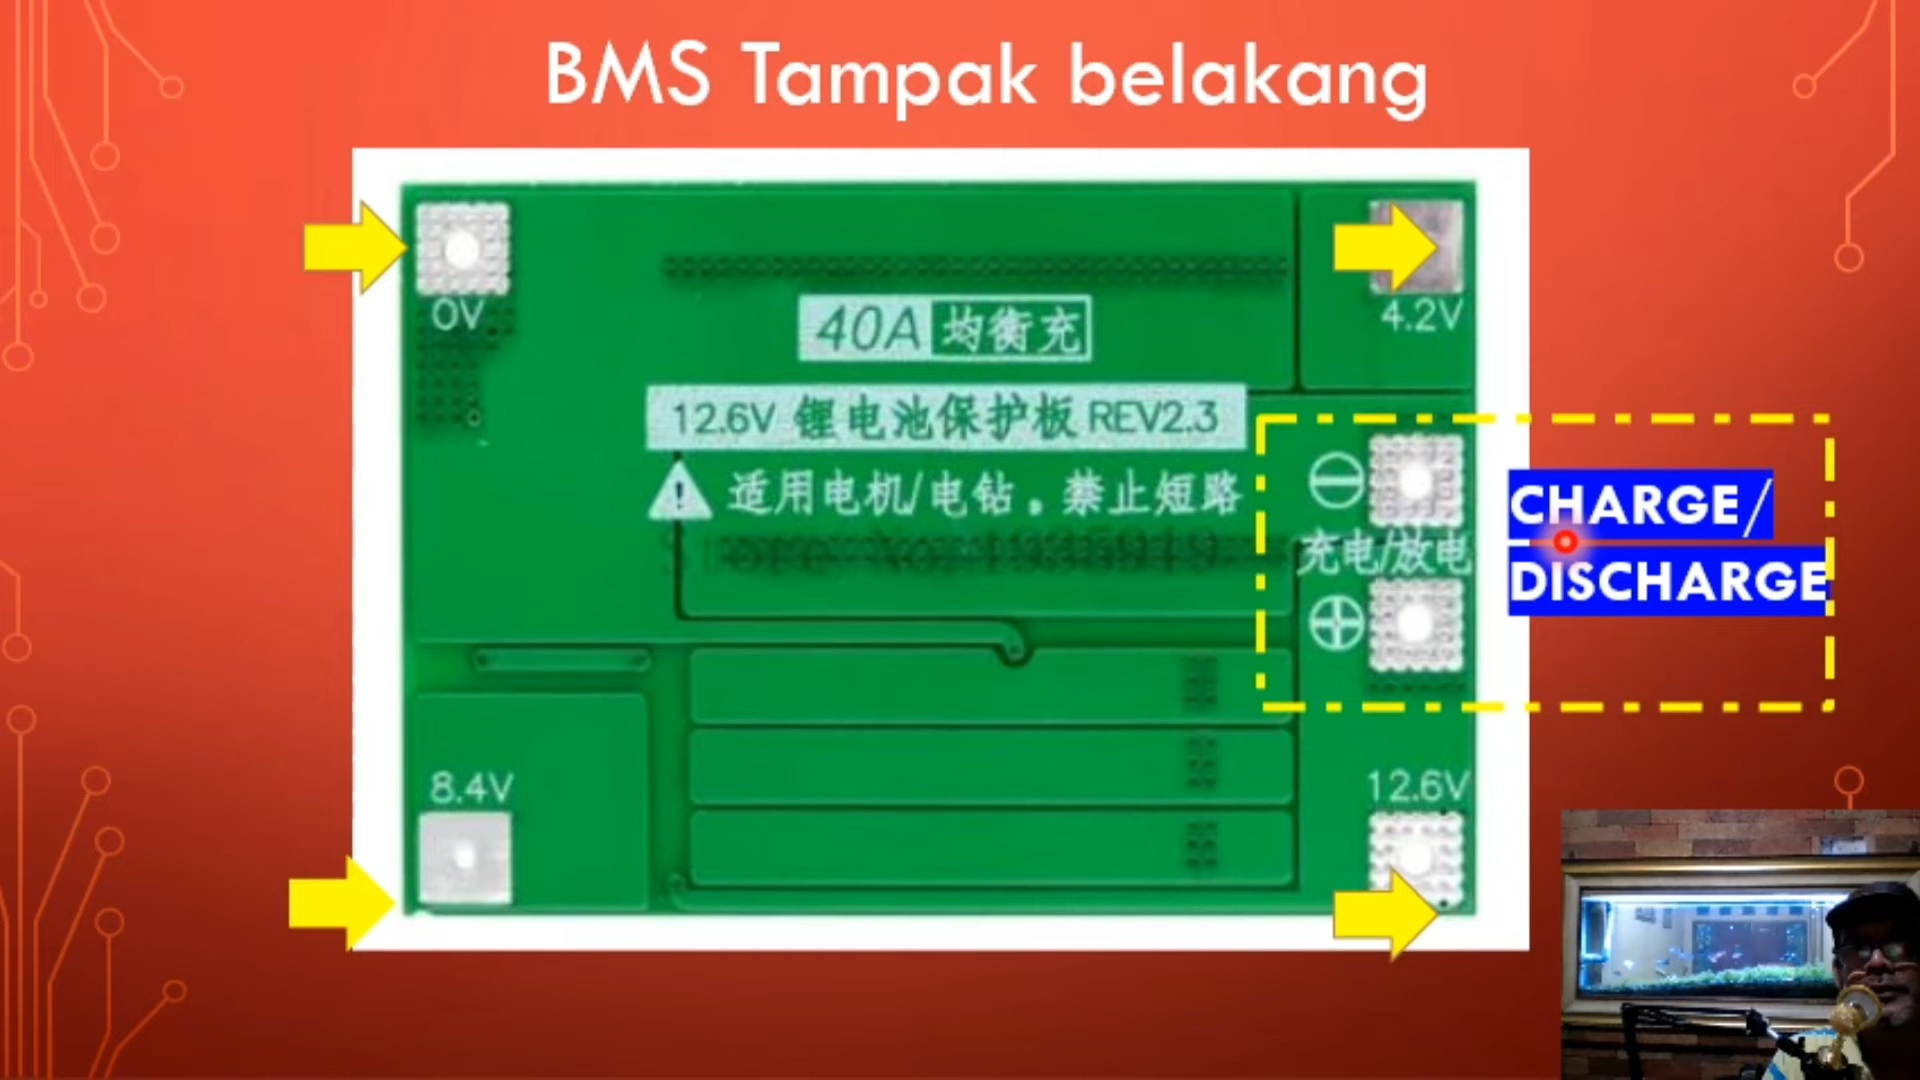 BMS Tampak belakang
0V
4.2V
40A 均衡充
12.6V 锂电池保护板 REV2.3
适用电机/电钻。禁止短路
充电/放电
CHARGE/
DISCHARGE
8.4V
12.6V